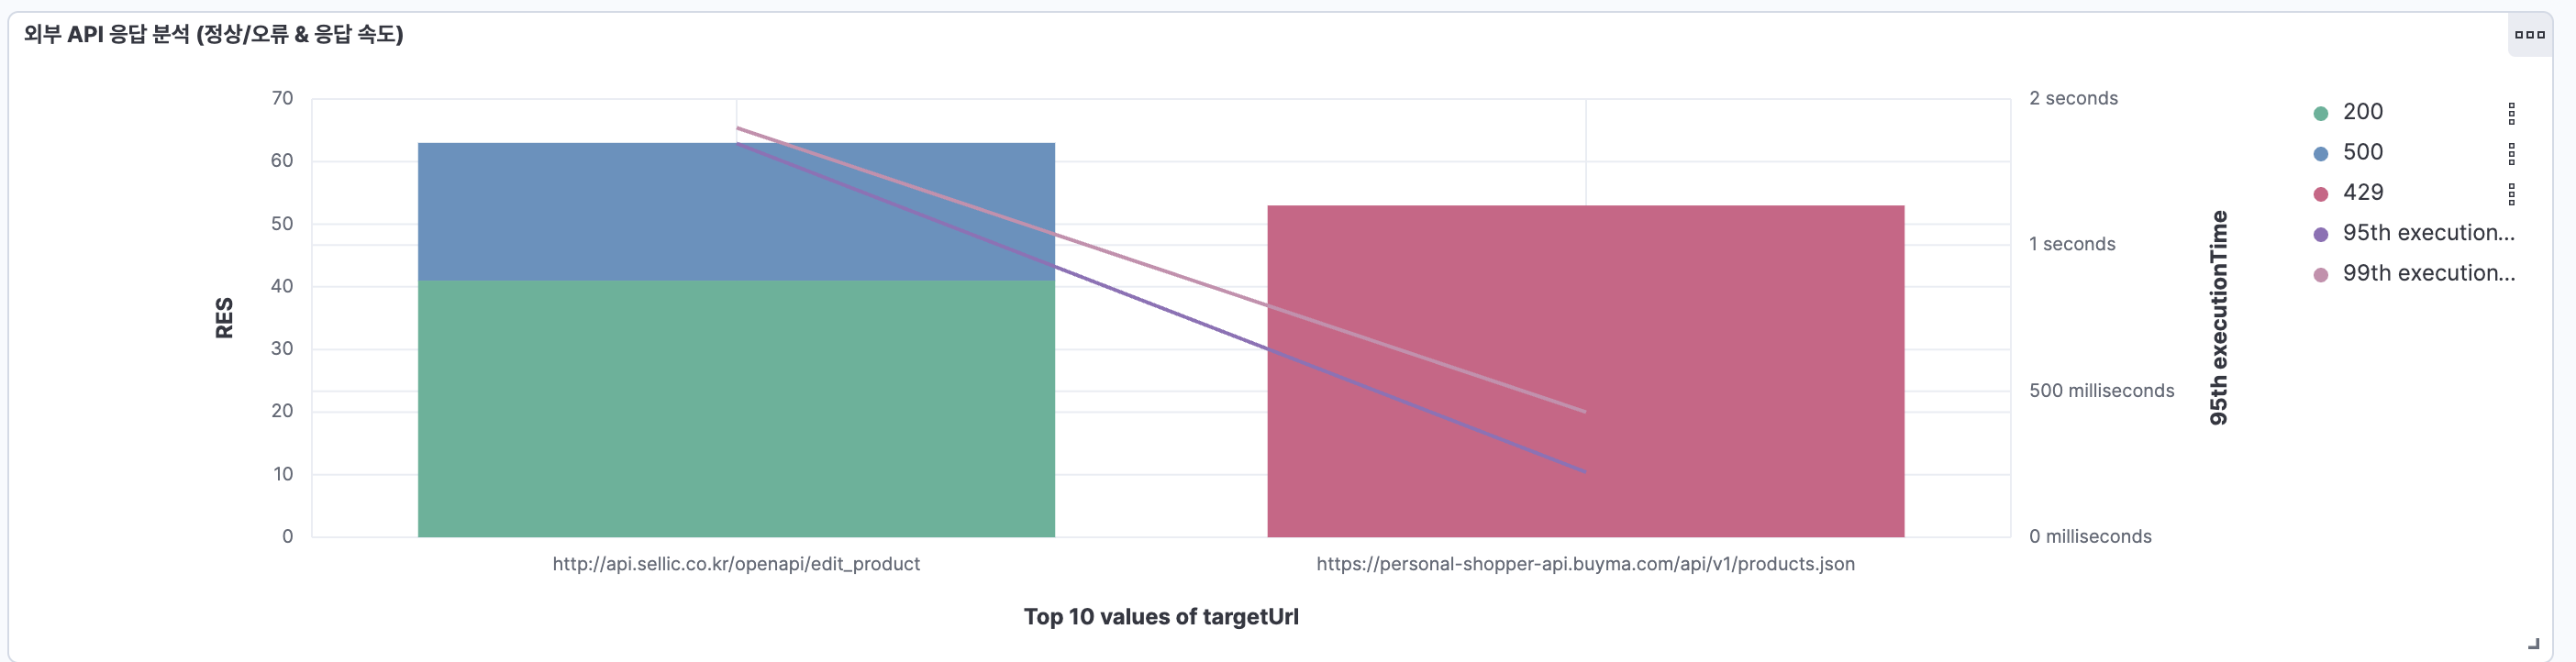 외부 API 응답 분석 (정상/오류 & 응답 속도)
70
60
50
40
30
20
10
0
RES
http://api.sellic.co.kr/openapi/edit_product
https://personal-shopper-api.buyma.com/api/v1/products.json
Top 10 values of targetUrl
2 seconds
1 seconds
500 milliseconds
0 milliseconds
95th executionTime
200
500
429
95th execution...
99th execution...